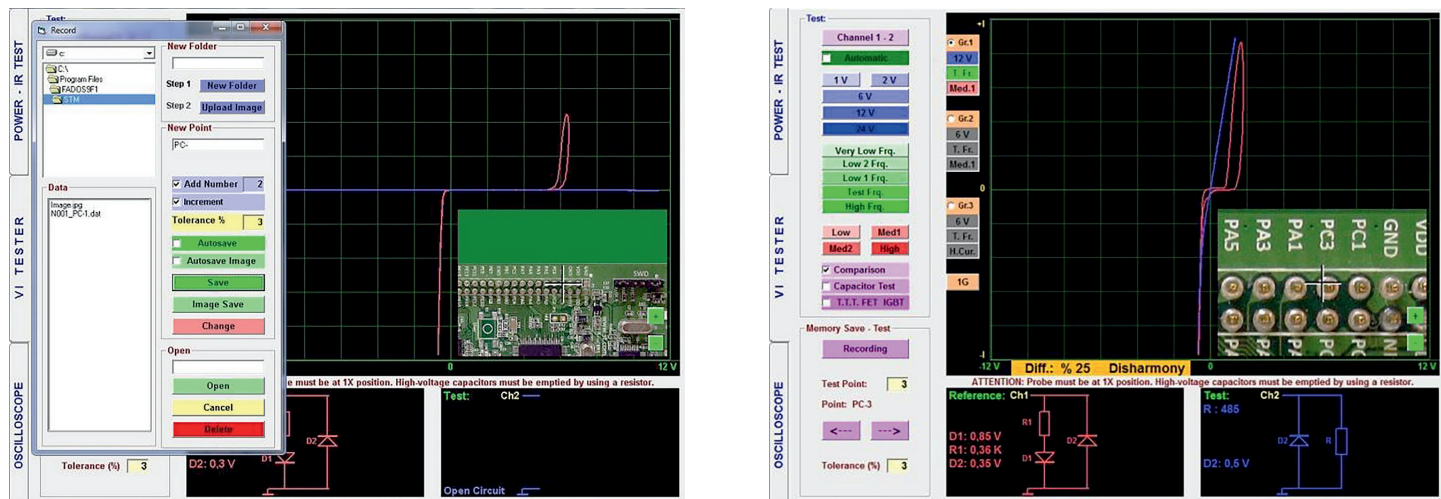 Test:
POWER - IR TEST
VI TESTER
OSCILLOSCOPE
Record
c:
C:\
Program Files
FADOS9F1
STM
New Folder
Step 1 New Folder
Step 2 Upload Image
New Point
PC-
Add Number 2
Increment
Tolerance % 3
Autosave
Autosave Image
Save
Image Save
Change
Data
Image.jpg
N001_PC-1.dat
Open
Open
Cancel
Delete
SWD
+
-
0
12 V
e must be at 1X position. High-voltage capacitors must be emptied by using a resistor.
Tolerance (%) 3
D1
D2
D2: 0,3 V
Test: Ch2
Open Circuit
POWER - IR TEST
VI TESTER
OSCILLOSCOPE
Test:
Channel 1 - 2
Automatic
1 V 2 V
6 V
12 V
24 V
Very Low Frq.
Low 2 Frq.
Low 1 Frq.
Test Frq.
High Frq.
Low Med1
Med2 High
Comparison
Capacitor Test
T.T.T. FET IGBT
Memory Save - Test
Recording
Test Point: 3
Point: PC-3
<--- --->
Tolerance (%) 3
+1
Gr.1
12 V
T. Fr.
Med.1
Gr.2
6 V
T. Fr.
Med.1
0
Gr.3
6 V
T. Fr.
H.Cur.
1G
-1
PA5 PA3 PA1 PC3 PC1 GND VDD
+
-
-12 V
Diff.: % 25 Disharmony
0
12 V
ATTENTION: Probe must be at 1X position. High-voltage capacitors must be emptied by using a resistor.
Reference: Ch1
R1
D1
D2
D1: 0,85 V
R1: 0,36 K
D2: 0,35 V
Test: Ch2
R : 485
D2
R
D2: 0,5 V